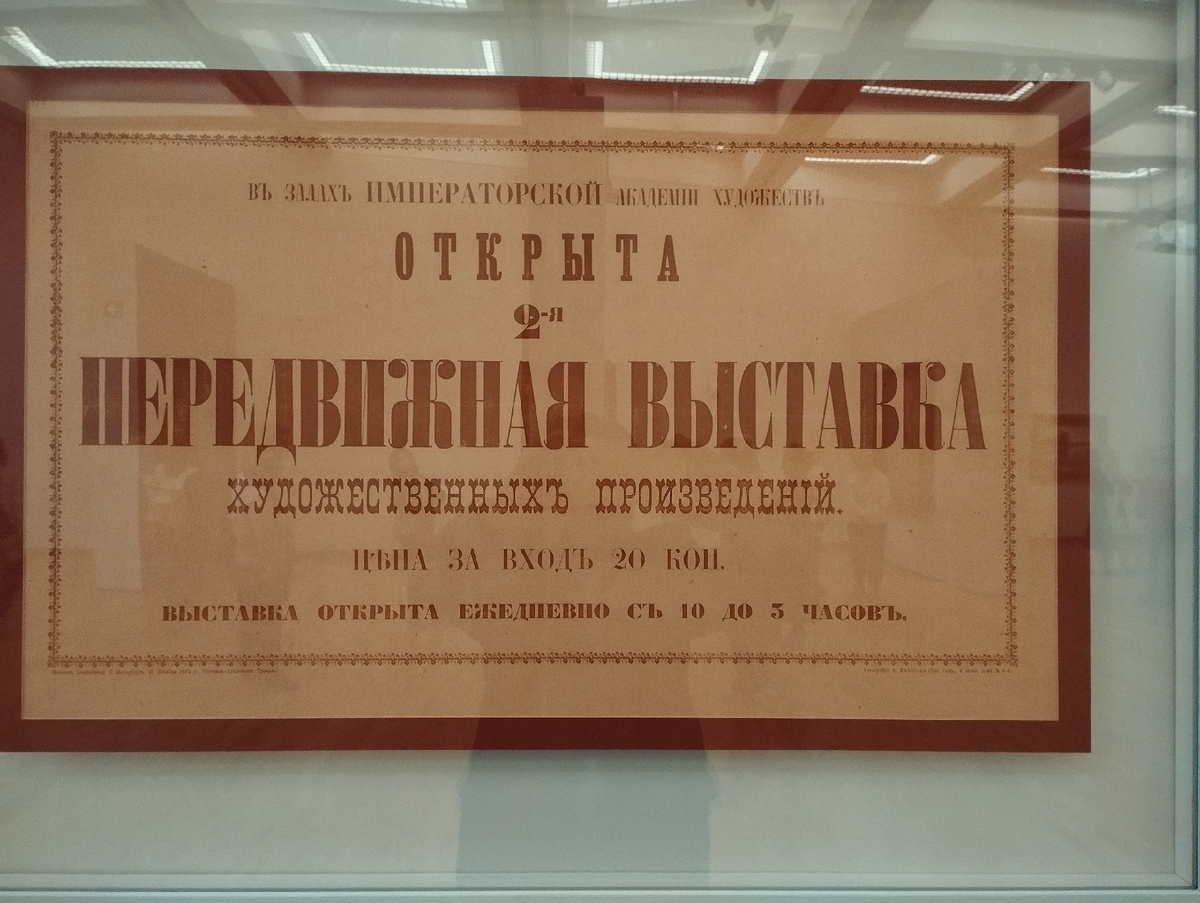 ВЪ ЗАЛАХЪ ИМПЕРАТОРСКОЙ АКАДЕМІИ ХУДОЖЕСТВЪ
ОТКРЫТА
2-я
ПЕРЕДВИЖНАЯ ВЫСТАВКА
ХУДОЖЕСТВЕННЫХЪ ПРОИЗВЕДЕНІЙ.
ЦѢНА ЗА ВХОДЪ 20 КОП.
ВЫСТАВКА ОТКРЫТА ЕЖЕДНЕВНО СЪ 10 ДО 3 ЧАСОВЪ.